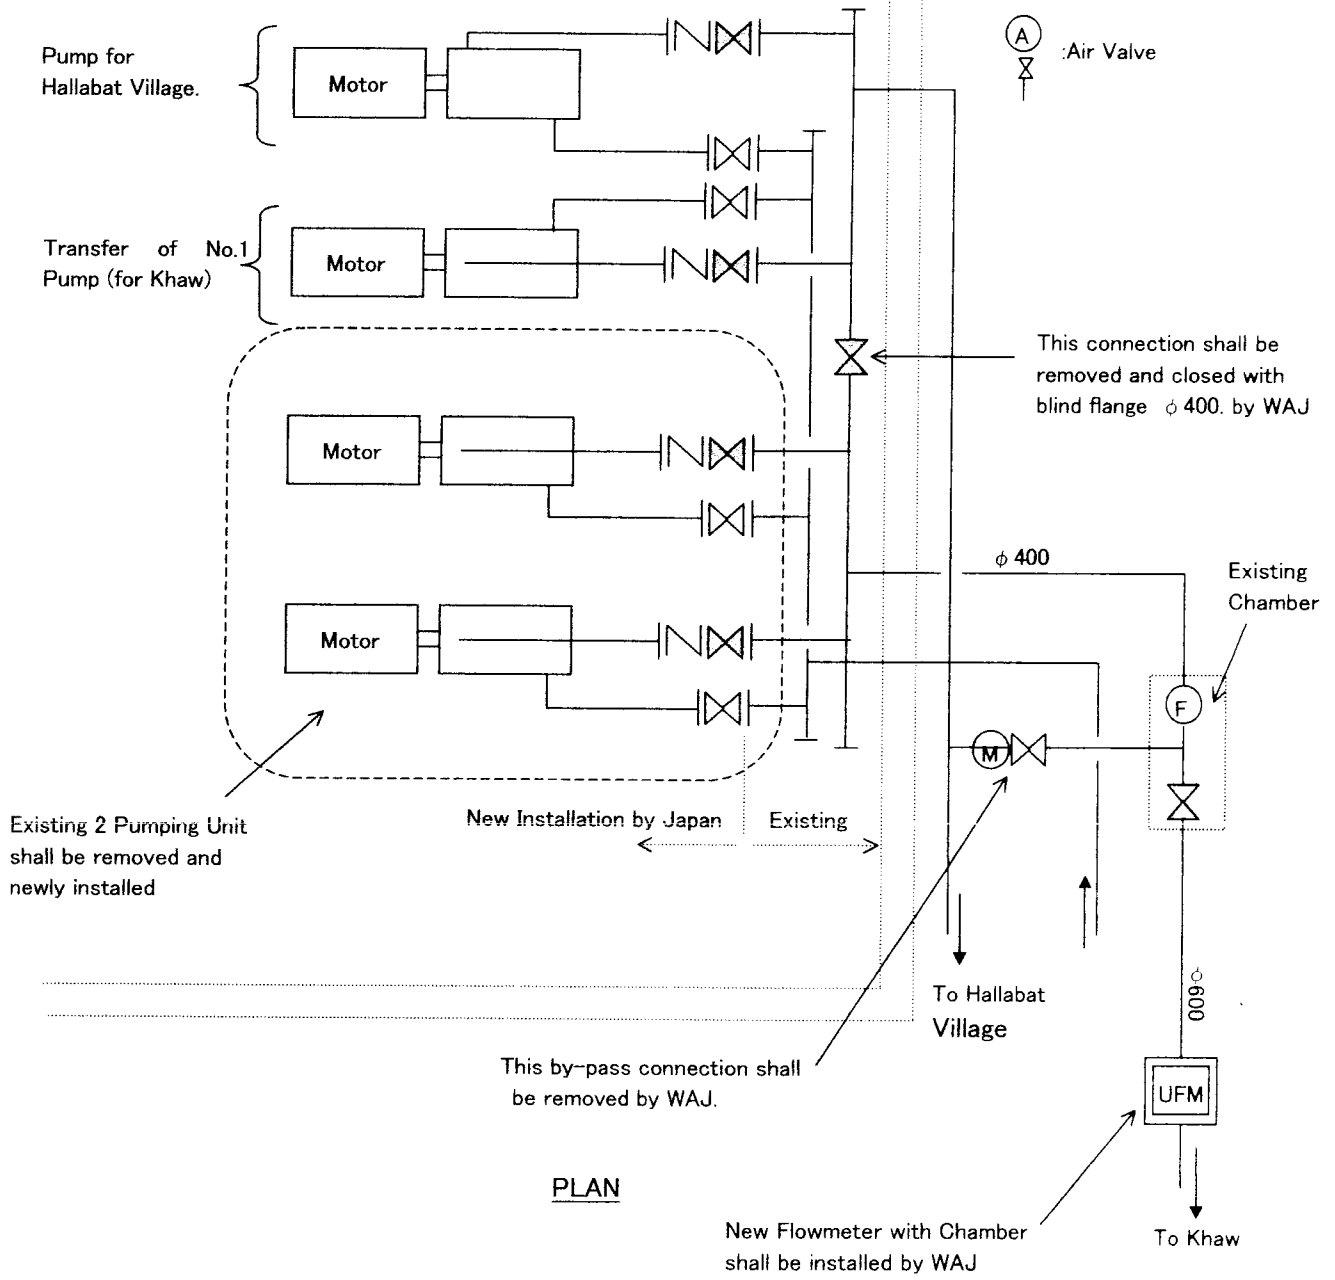 Pump for
Hallabat Village.
Motor
A
:Air Valve
Transfer of No.1
Pump (for Khaw)
Motor
This connection shall be
removed and closed with
blind flange ϕ 400. by WAJ
Motor
ϕ 400
Existing
Chamber
Motor
F
M
Existing 2 Pumping Unit
shall be removed and
newly installed
New Installation by Japan
Existing
To Hallabat
Village
ϕ600
This by-pass connection shall
be removed by WAJ.
UFM
PLAN
New Flowmeter with Chamber
shall be installed by WAJ
To Khaw